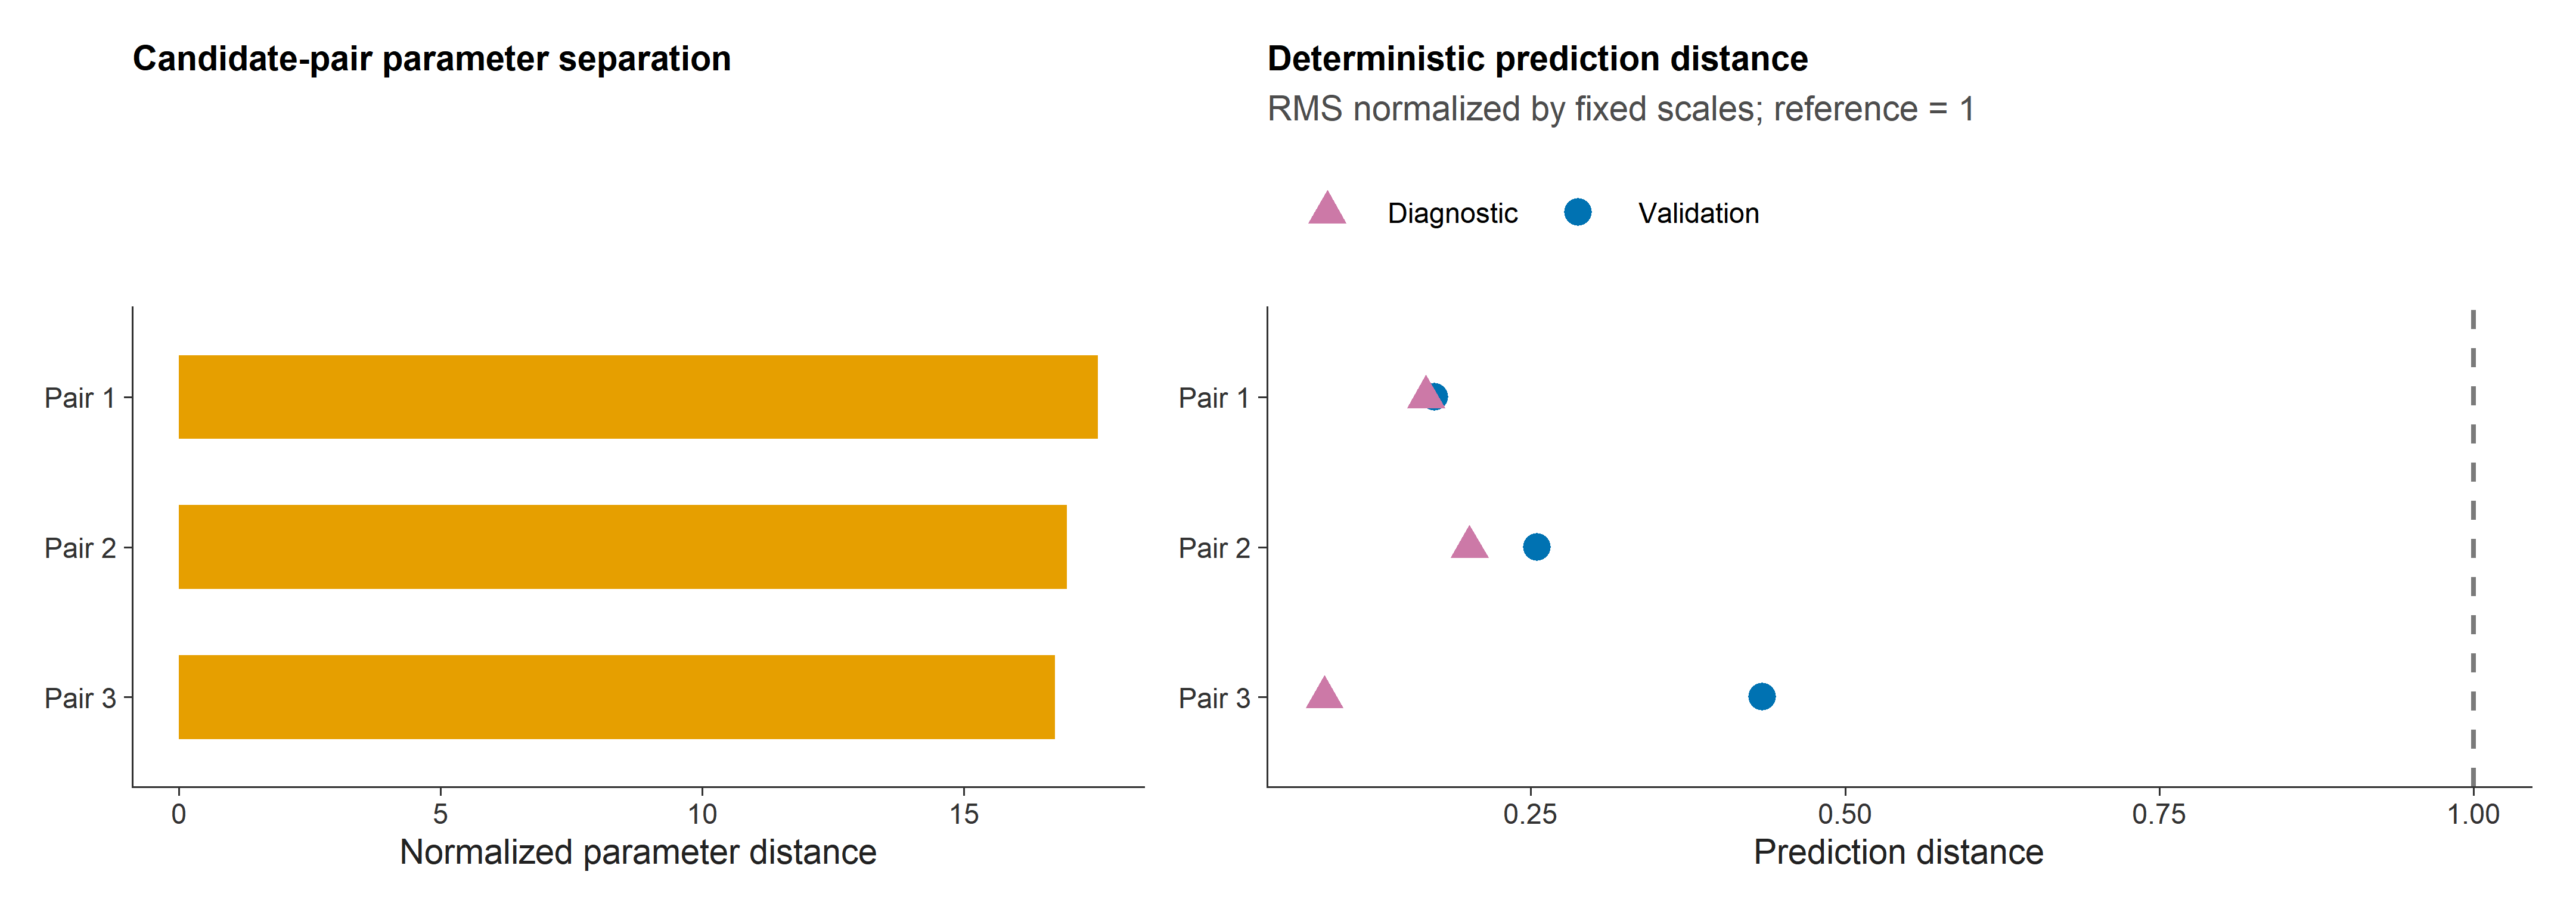 Candidate-pair parameter separation
Pair 1
Pair 2
Pair 3
0 5 10 15
Normalized parameter distance
Deterministic prediction distance
RMS normalized by fixed scales; reference = 1
Diagnostic Validation
Pair 1
Pair 2
Pair 3
0.25 0.50 0.75 1.00
Prediction distance